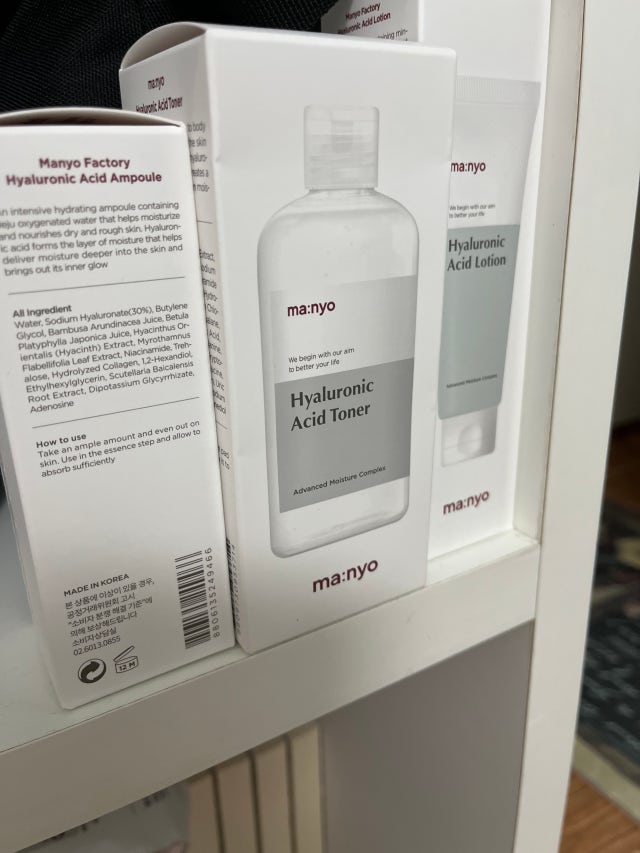 Manyo Factory
Hyaluronic Acid Ampoule
n intensive hydrating ampoule containing
eju oxygenated water that helps moisturize
and nourishes dry and rough skin. Hyaluron-
ic acid forms the layer of moisture that helps
deliver moisture deeper into the skin and
brings out its inner glow
All Ingredient
Water, Sodium Hyaluronate(30%), Butylene
Glycol, Bambusa Arundinacea Juice, Betula
Platyphylla Japonica Juice, Hyacinthus Or-
ientalis (Hyacinth) Extract, Myrothamnus
Flabellifolia Leaf Extract, Niacinamide, Treh-
alose, Hydrolyzed Collagen, 1,2-Hexandiol,
Ethylhexylglycerin, Scutellaria Baicalensis
Root Extract, Dipotassium Glycyrrhizate,
Adenosine
How to use
Take an ample amount and even out on
skin. Use in the essence step and allow to
absorb sufficiently
MADE IN KOREA
본 상품에 이상이 있을 경우,
공정거래위원회 고시
"소비자 분쟁 해결 기준"에
의해 보상해드립니다
소비자상담실
02.6013.0855
12 M
8806135249466
ma:nyo
Hyaluronic Acid Toner
ma:nyo
We begin with our aim
to better your life
Hyaluronic
Acid Toner
Advanced Moisture Complex
ma:nyo
Manyo Factory
Hyaluronic Acid Lotion
ma:nyo
We begin with our aim
to better your life
Hyaluronic
Acid Lotion
Advanced Moisture Complex
ma:nyo